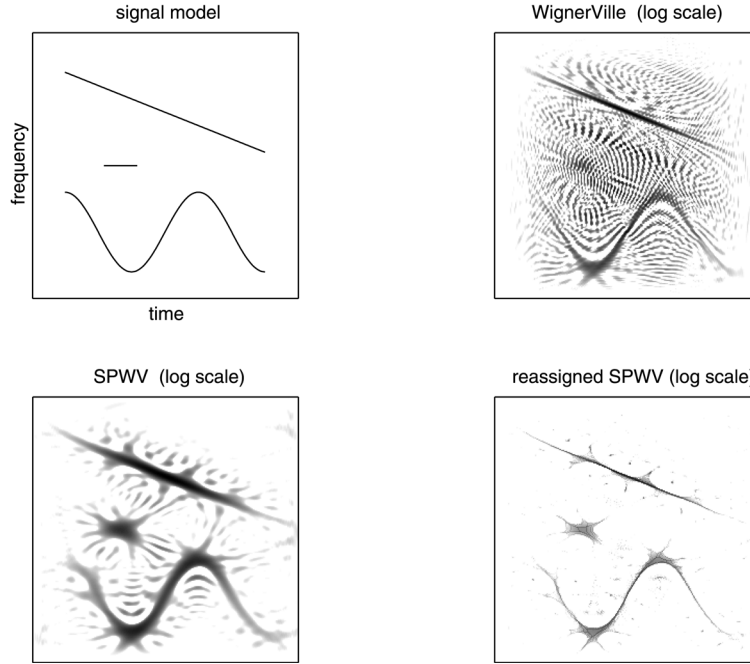 signal model
WignerVille (log scale)
frequency
time
SPWV (log scale)
reassigned SPWV (log scale